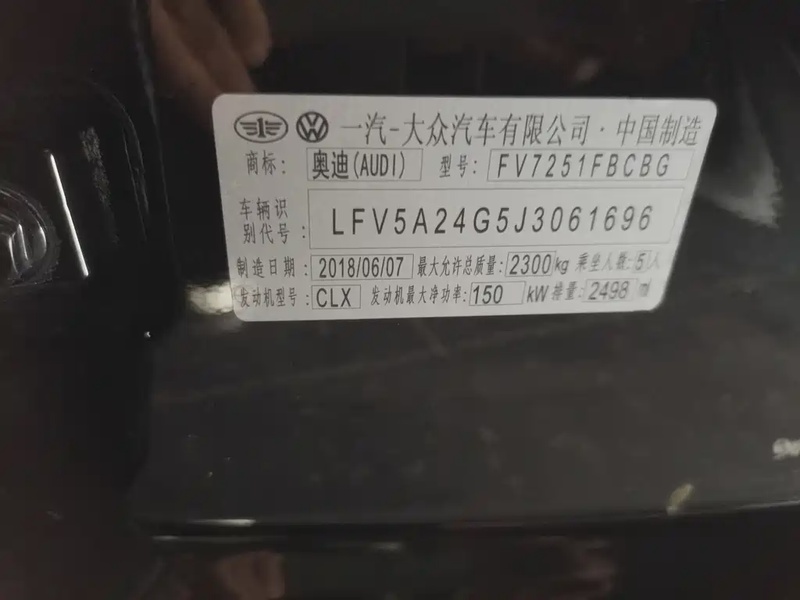 一汽-大众汽车有限公司·中国制造
商标: 奥迪(AUDI) 型号: FV7251FBCBG
车辆识
别代号: LFV5A24G5J3061696
制造日期: 2018/06/07 最大允许总质量: 2300kg 乘坐人数: 5人
发动机型号: CLX 发动机最大净功率: 150 kW 排量: 2498 ml